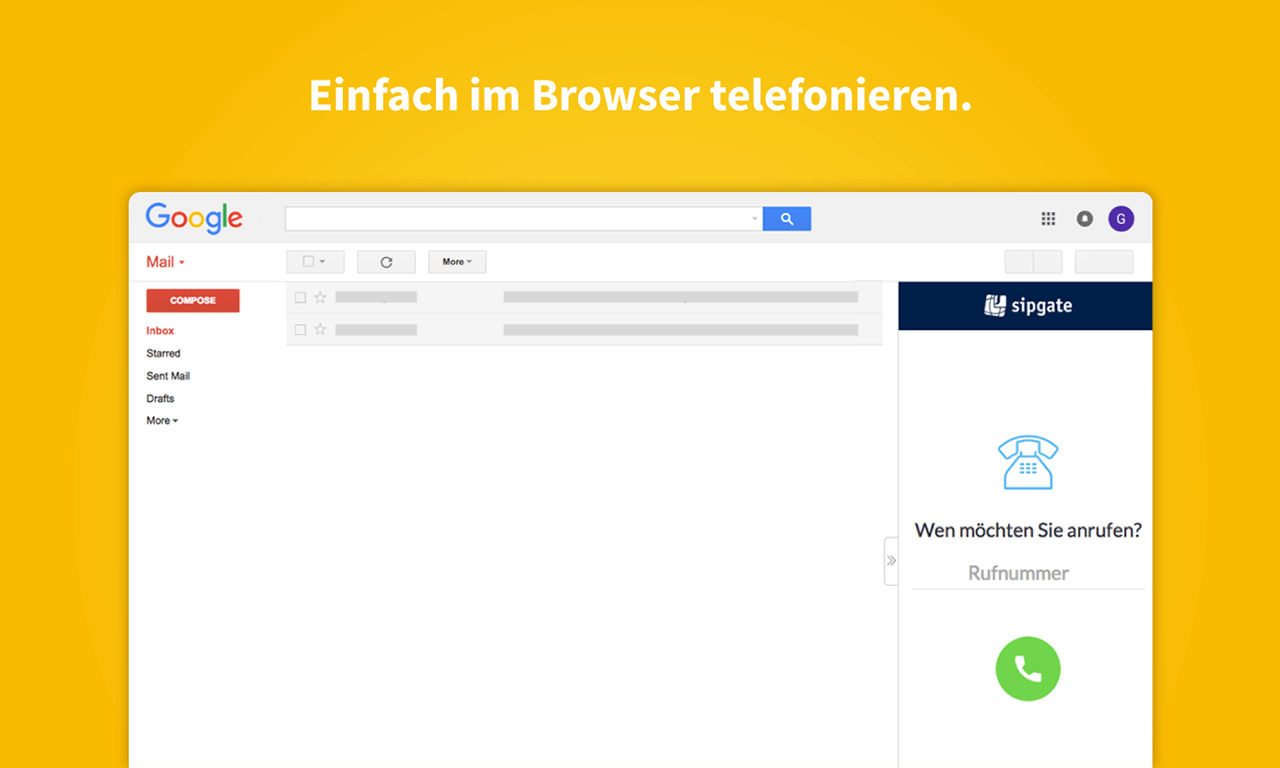 Einfach im Browser telefonieren.
Google
G
Mail
More
COMPOSE
sipgate
Inbox
Starred
Sent Mail
Drafts
More
Wen möchten Sie anrufen?
Rufnummer